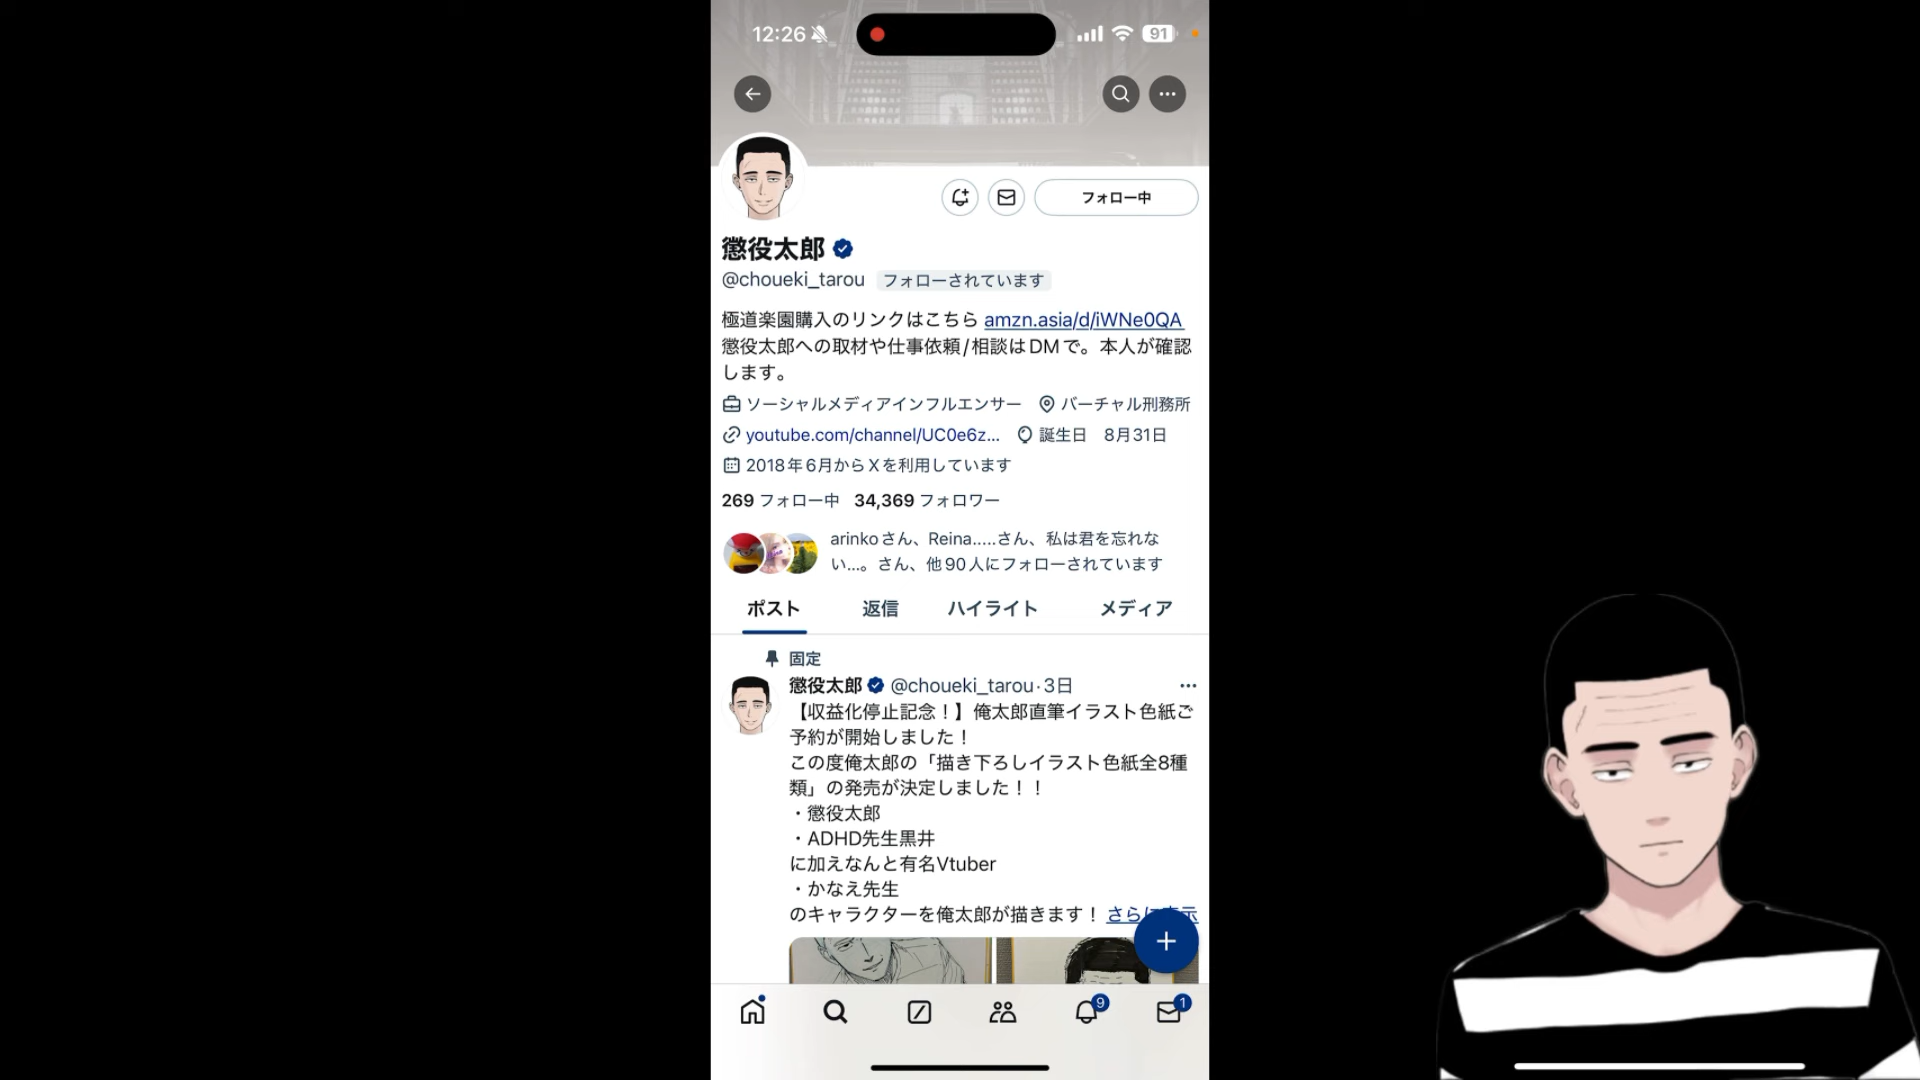 12:26
91
フォロー中
懲役太郎
@choueki_tarou フォローされています
極道楽園購入のリンクはこちら amzn.asia/d/iWNe0QA
懲役太郎への取材や仕事依頼/相談はDMで。本人が確認
します。
ソーシャルメディアインフルエンサー バーチャル刑務所
youtube.com/channel/UC0e6z... 誕生日 8月31日
2018年6月からXを利用しています
269 フォロー中 34,369 フォロワー
arinkoさん、Reina.....さん、私は君を忘れな
い...。さん、他90人にフォローされています
ポスト 返信 ハイライト メディア
固定
懲役太郎 @choueki_tarou·3日
【収益化停止記念！】俺太郎直筆イラスト色紙ご
予約が開始しました！
この度俺太郎の「描き下ろしイラスト色紙全8種
類」の発売が決定しました！！
・懲役太郎
・ADHD先生黒井
に加えなんと有名Vtuber
・かなえ先生
のキャラクターを俺太郎が描きます！ さらに表示
9
1